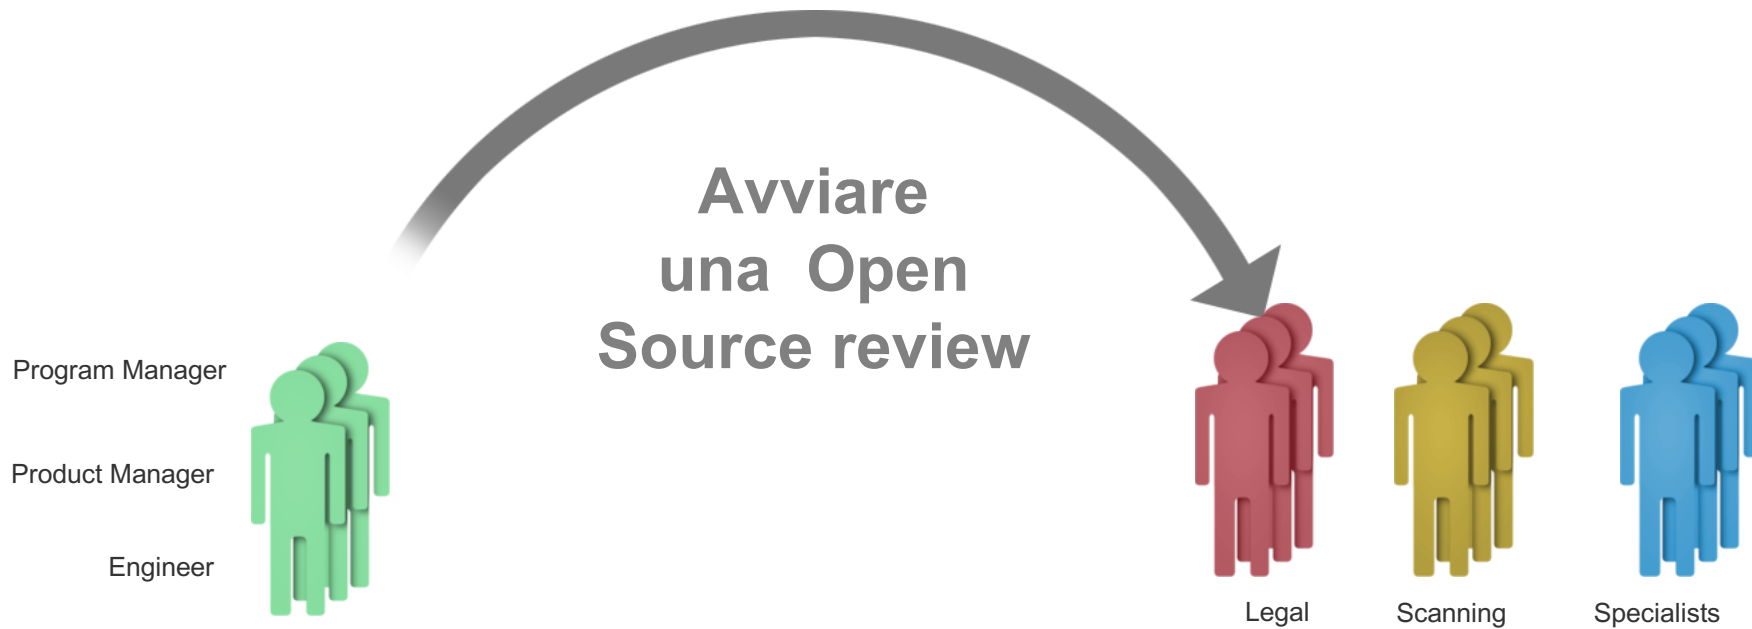 Avviare
una Open
Source review
Program Manager
Product Manager
Engineer
Legal
Scanning
Specialists